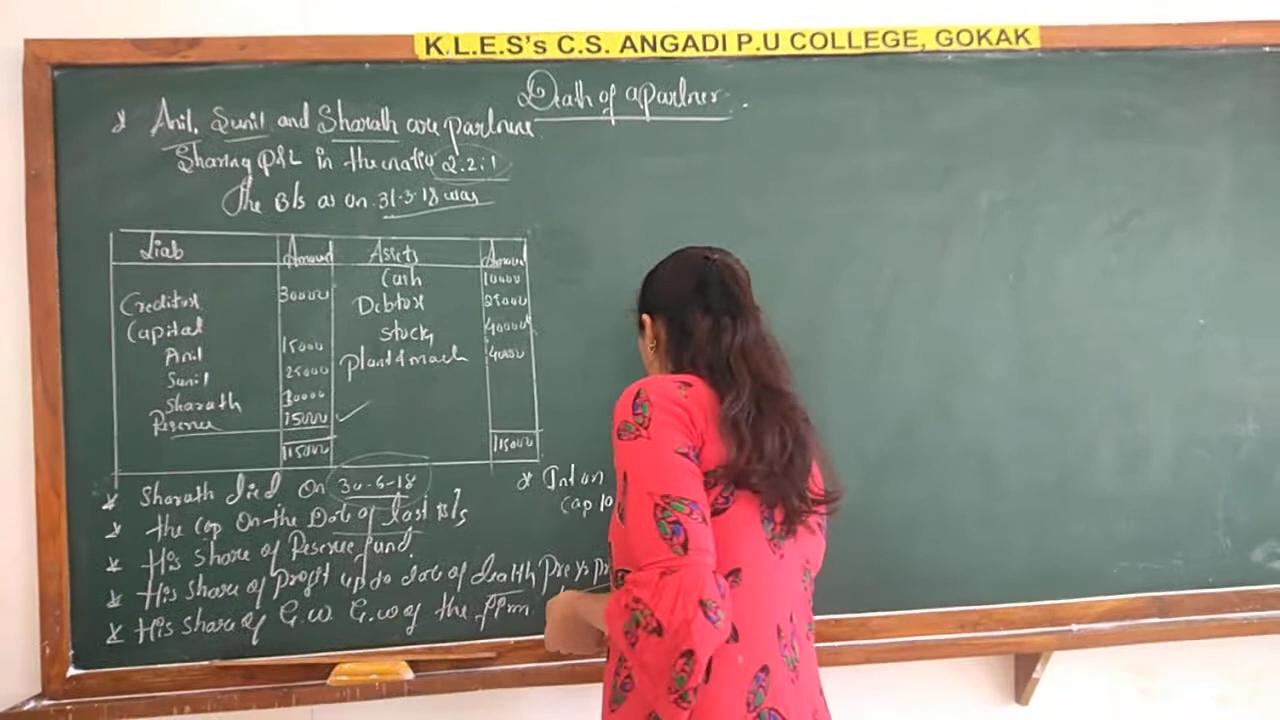 K.L.E.S's C.S. ANGADI P.U COLLEGE, GOKAK
Death of a Partner.
* Anil, Sunil and Sharath are partners
Sharing P&L in the ratio 2:2:1
The B/s as on 31-3-18 was
Liab Amount Assets Amount
Cash 10000
Creditors 30000 Debtors 25000
Capital Stock 40000
Anil 15000 Plant & mach 40000
Sunil 25000
Sharath 30000
Reserve 15000
115000 115000
* Sharath died on 30-6-18
* the cap on the Date of last B/s
* His share of Reserve fund.
* His share of Profit up to date of death Pre yr pr
* His share of G.W. G.W of the firm
* Int on
Cap 10